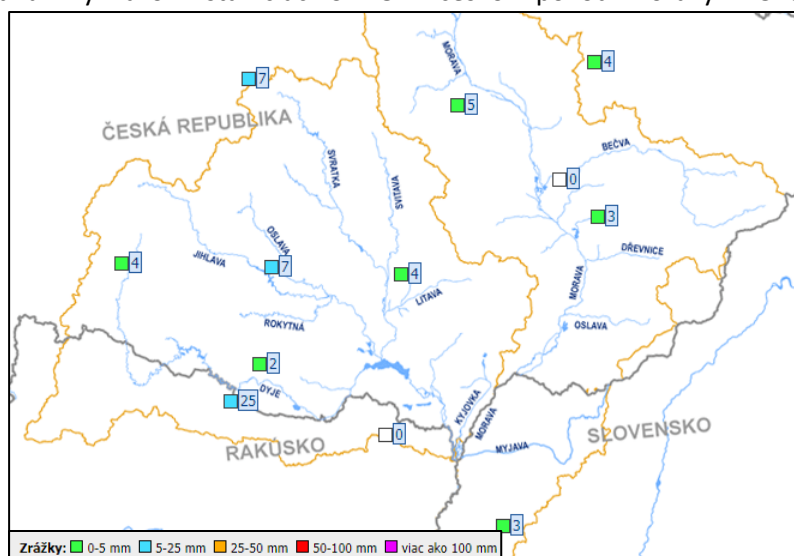 MORAVA
4
7
5
ČESKÁ REPUBLIKA
BEČVA
SVRATKA
SVITAVA
0
3
OSLAVA
DŘEVNICE
JIHLAVA
4
7
4
MORAVA
LITAVA
ROKYTNÁ
OSLAVA
2
DYJE
25
KYJOVKA
MORAVA
0
RAKÚSKO
SLOVENSKO
MYJAVA
3
Zrážky: 0-5 mm 5-25 mm 25-50 mm 50-100 mm viac ako 100 mm